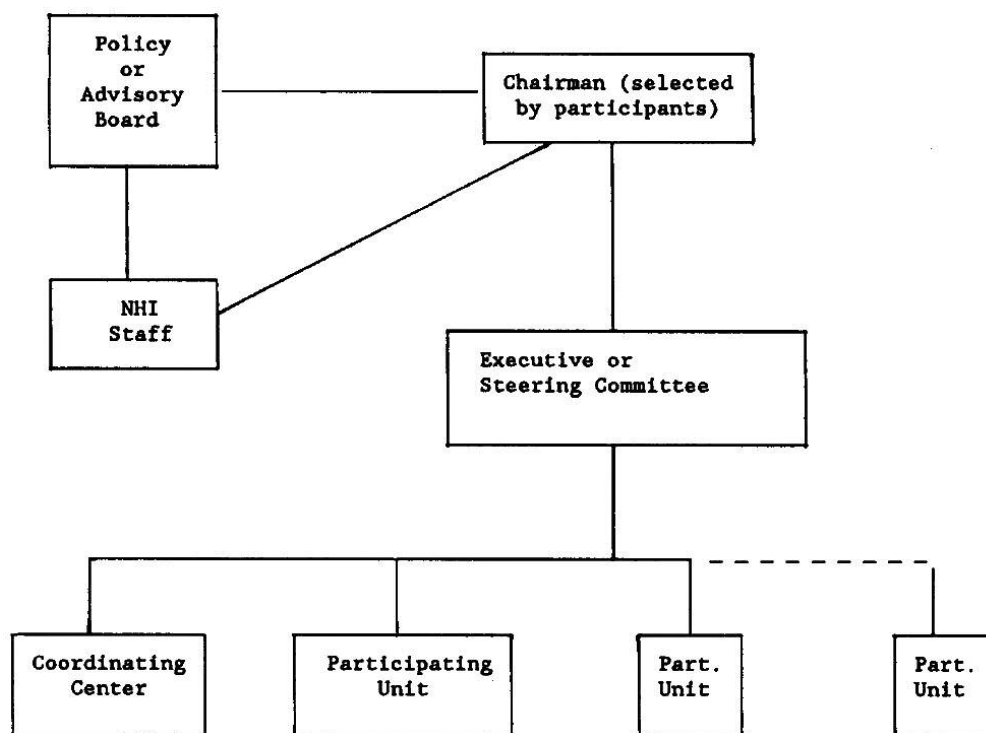 Policy
or
Advisory
Board
Chairman (selected
by participants)
NHI
Staff
Executive or
Steering Committee
Coordinating
Center
Participating
Unit
Part.
Unit
Part.
Unit